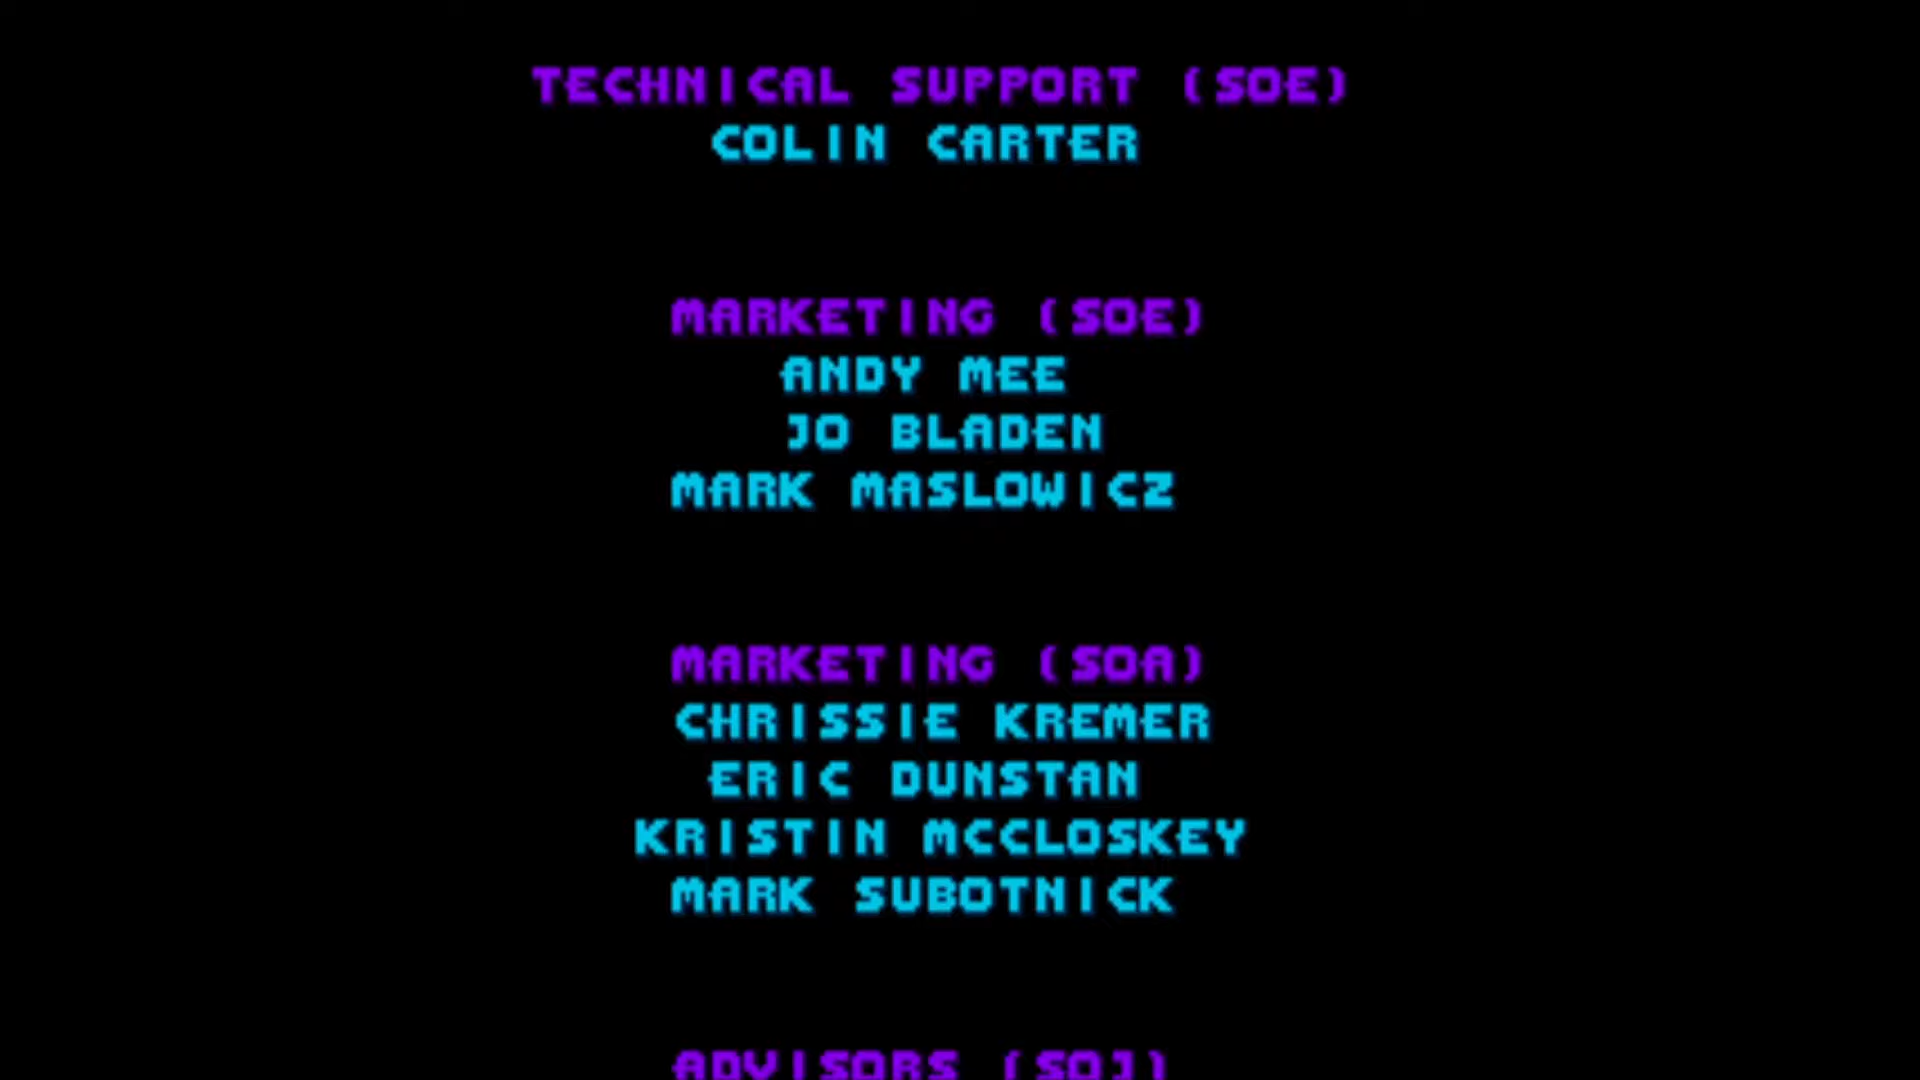 TECHNICAL SUPPORT (SOE)
COLIN CARTER
MARKETING (SOE)
ANDY MEE
JO BLADEN
MARK MASLOWICZ
MARKETING (SOA)
CHRISSIE KREMER
ERIC DUNSTAN
KRISTIN MCCLOSKEY
MARK SUBOTNICK
ADVISORS (SOJ)